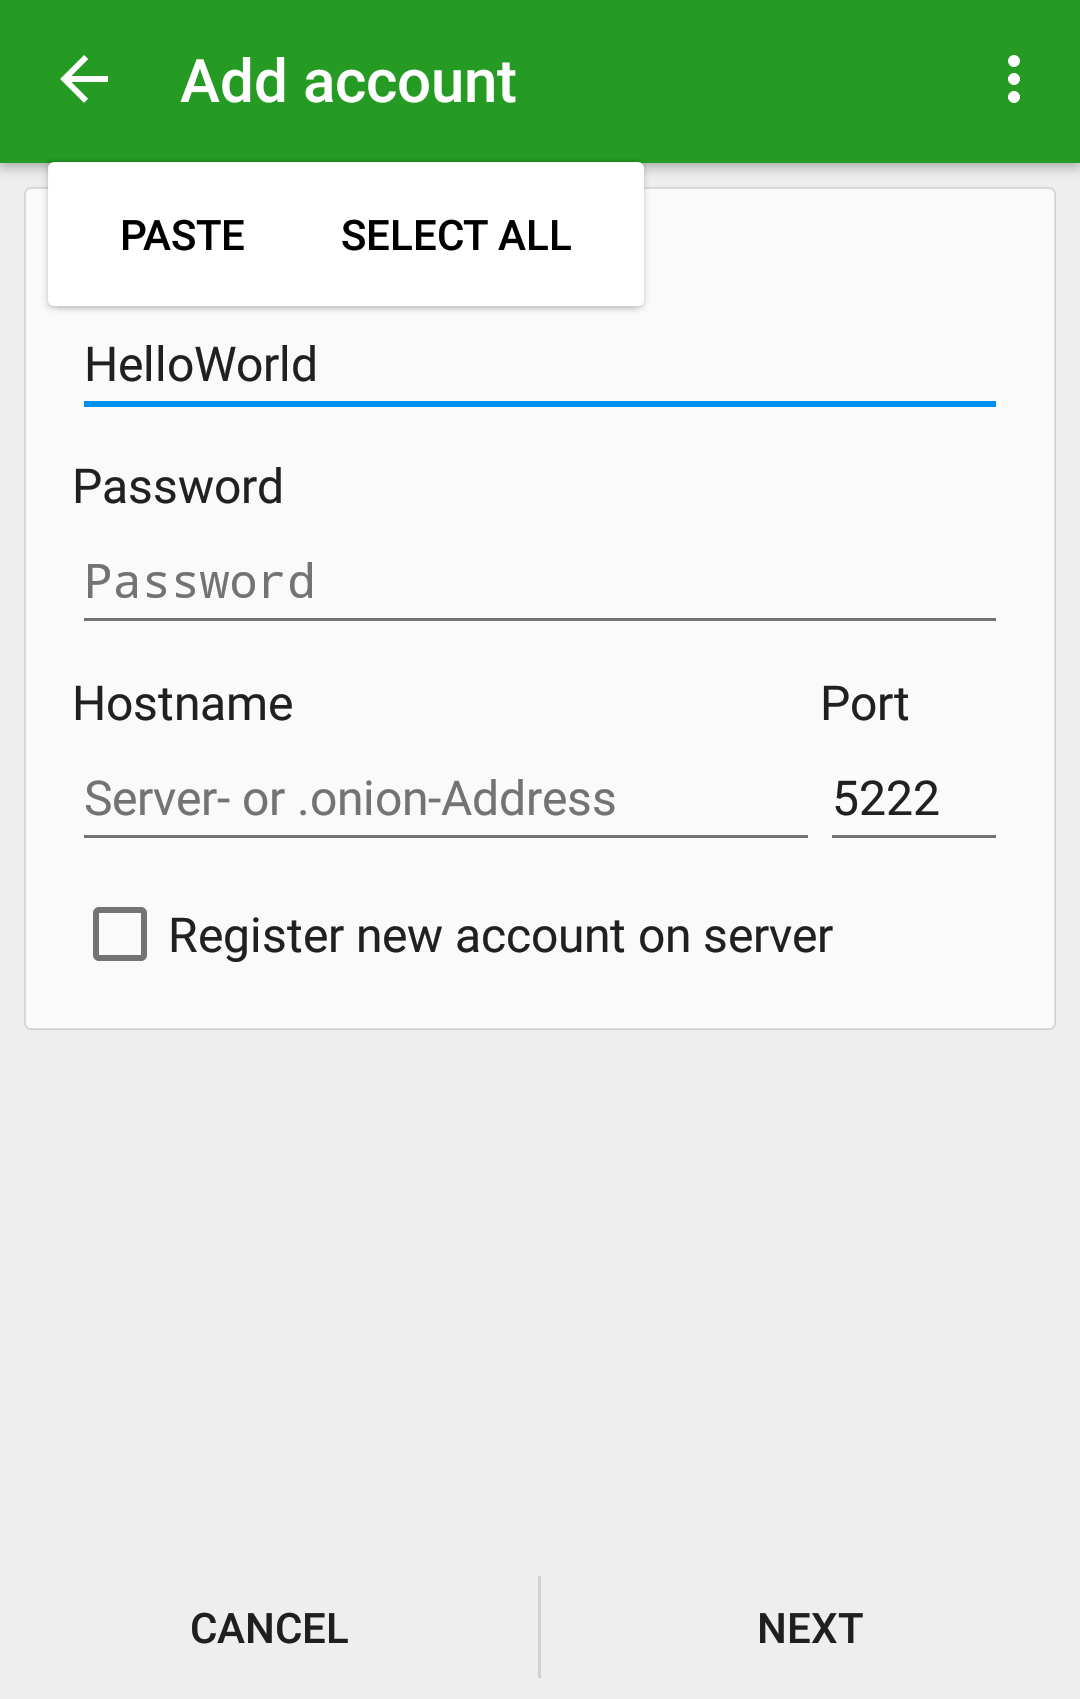 Add account
PASTE SELECT ALL
HelloWorld
Password
Password
Hostname Port
Server- or .onion-Address 5222
Register new account on server
CANCEL NEXT